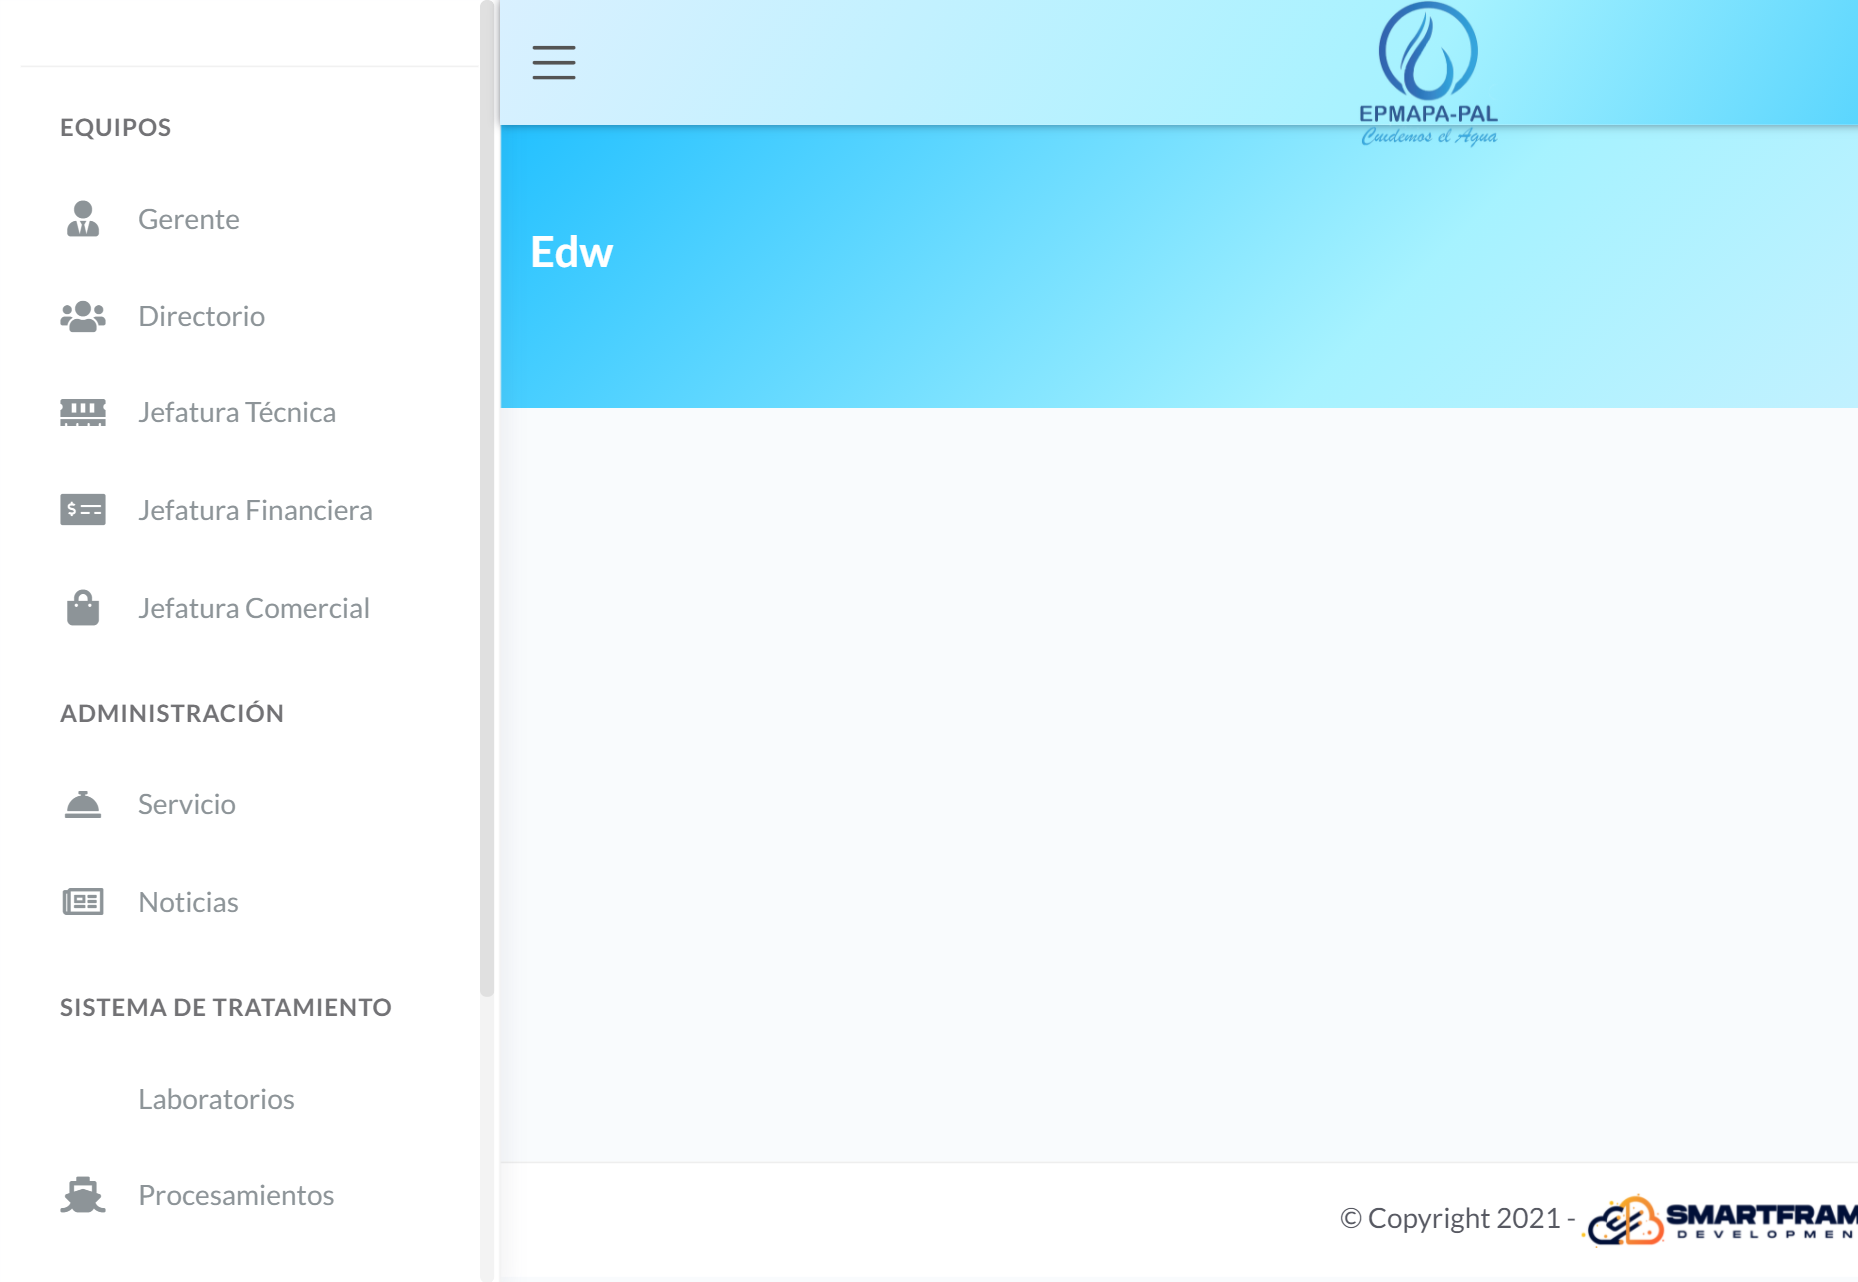 EQUIPOS
Gerente
Directorio
Jefatura Técnica
Jefatura Financiera
Jefatura Comercial
ADMINISTRACIÓN
Servicio
Noticias
SISTEMA DE TRATAMIENTO
Laboratorios
Procesamientos
EPMAPA-PAL
Cuidemos el Agua
Edw
© Copyright 2021 -
SMARTFRAM
DEVELOPMEN